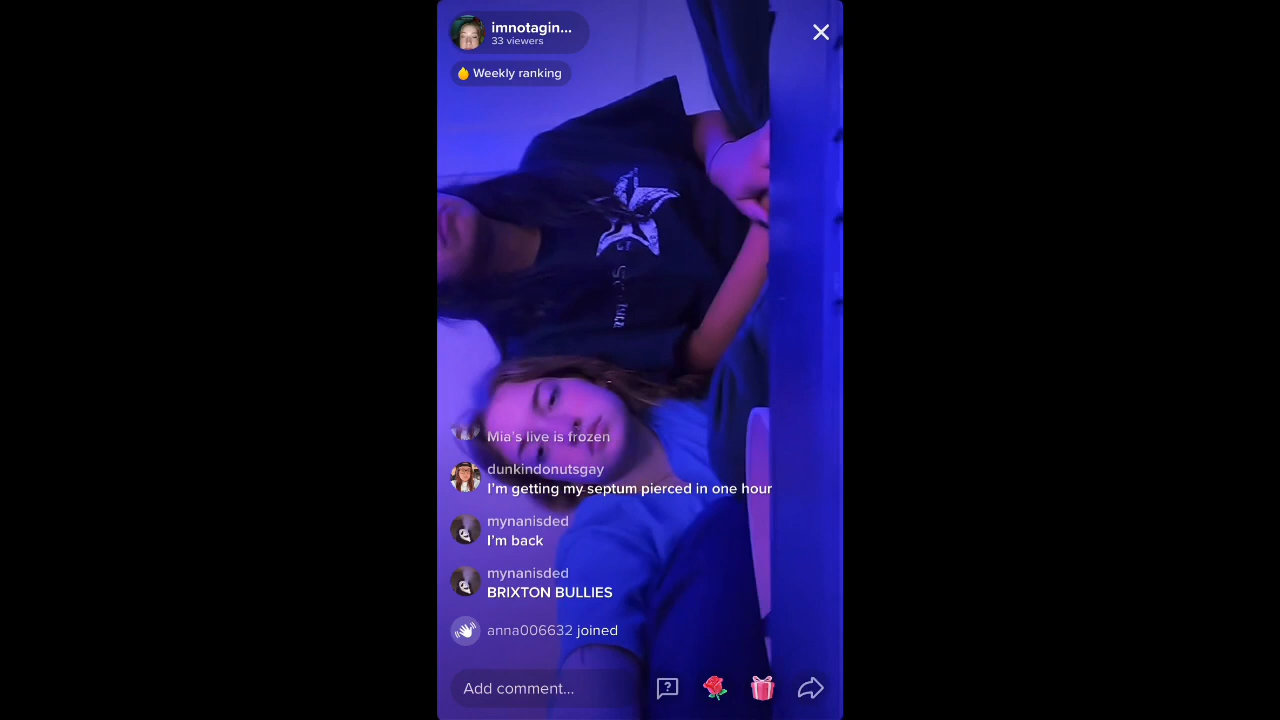 imnotagin...
33 viewers
Weekly ranking
Mia's live is frozen
dunkindonutsgay
I'm getting my septum pierced in one hour
mynanisded
I'm back
mynanisded
BRIXTON BULLIES
anna006632 joined
Add comment...
?